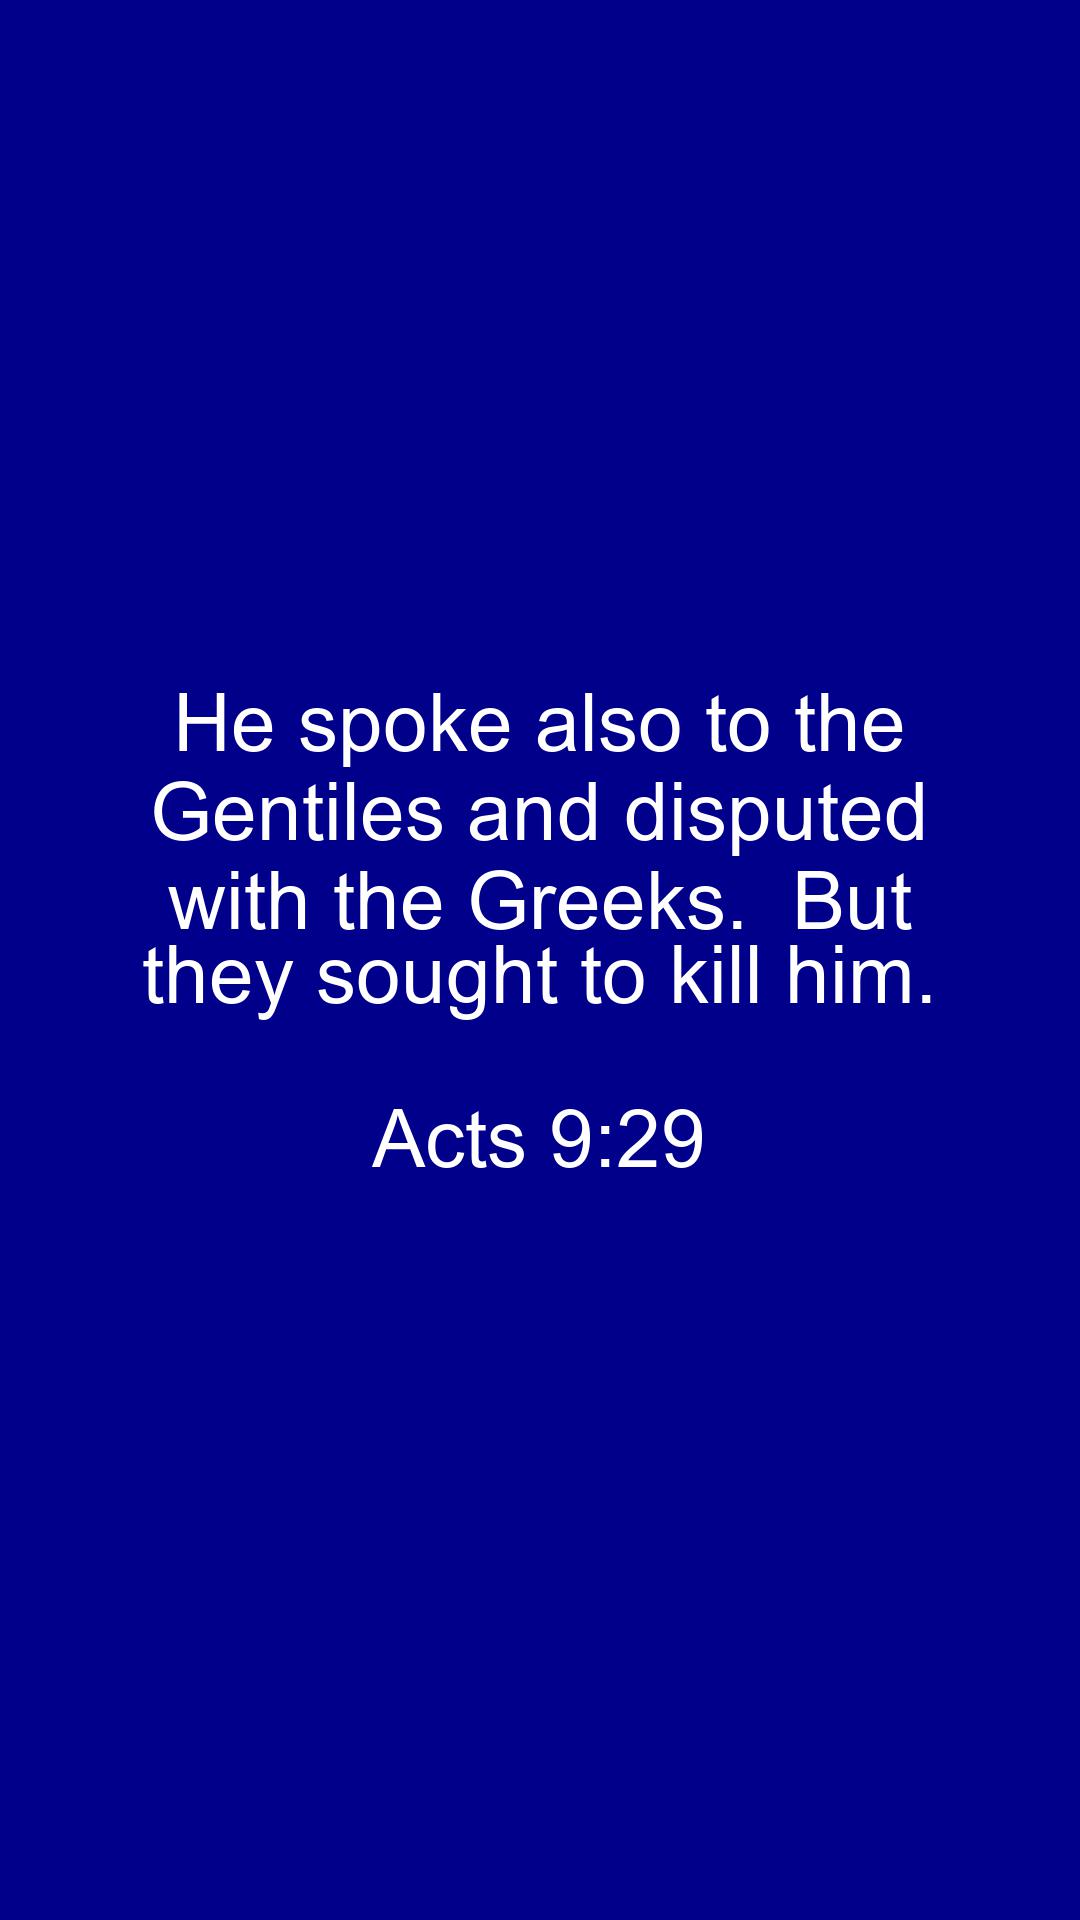 He spoke also to the
Gentiles and disputed
with the Greeks.  But
they sought to kill him.
Acts 9:29